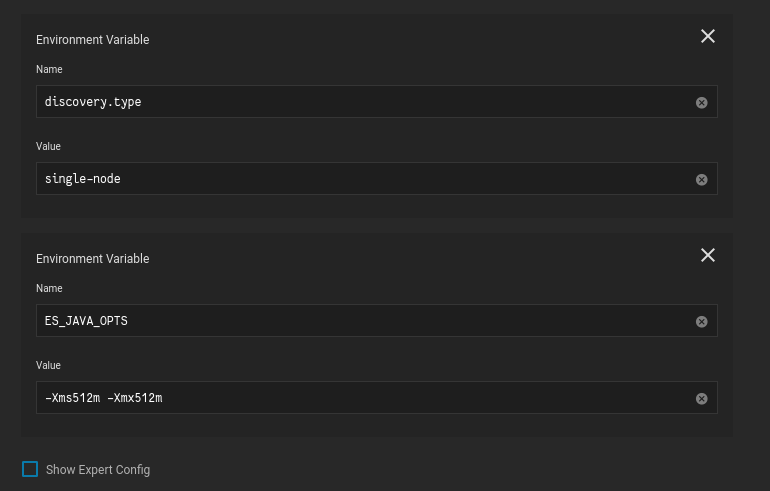 Environment Variable
Name
discovery.type
Value
single-node
Environment Variable
Name
ES_JAVA_OPTS
Value
-Xms512m -Xmx512m
Show Expert Config